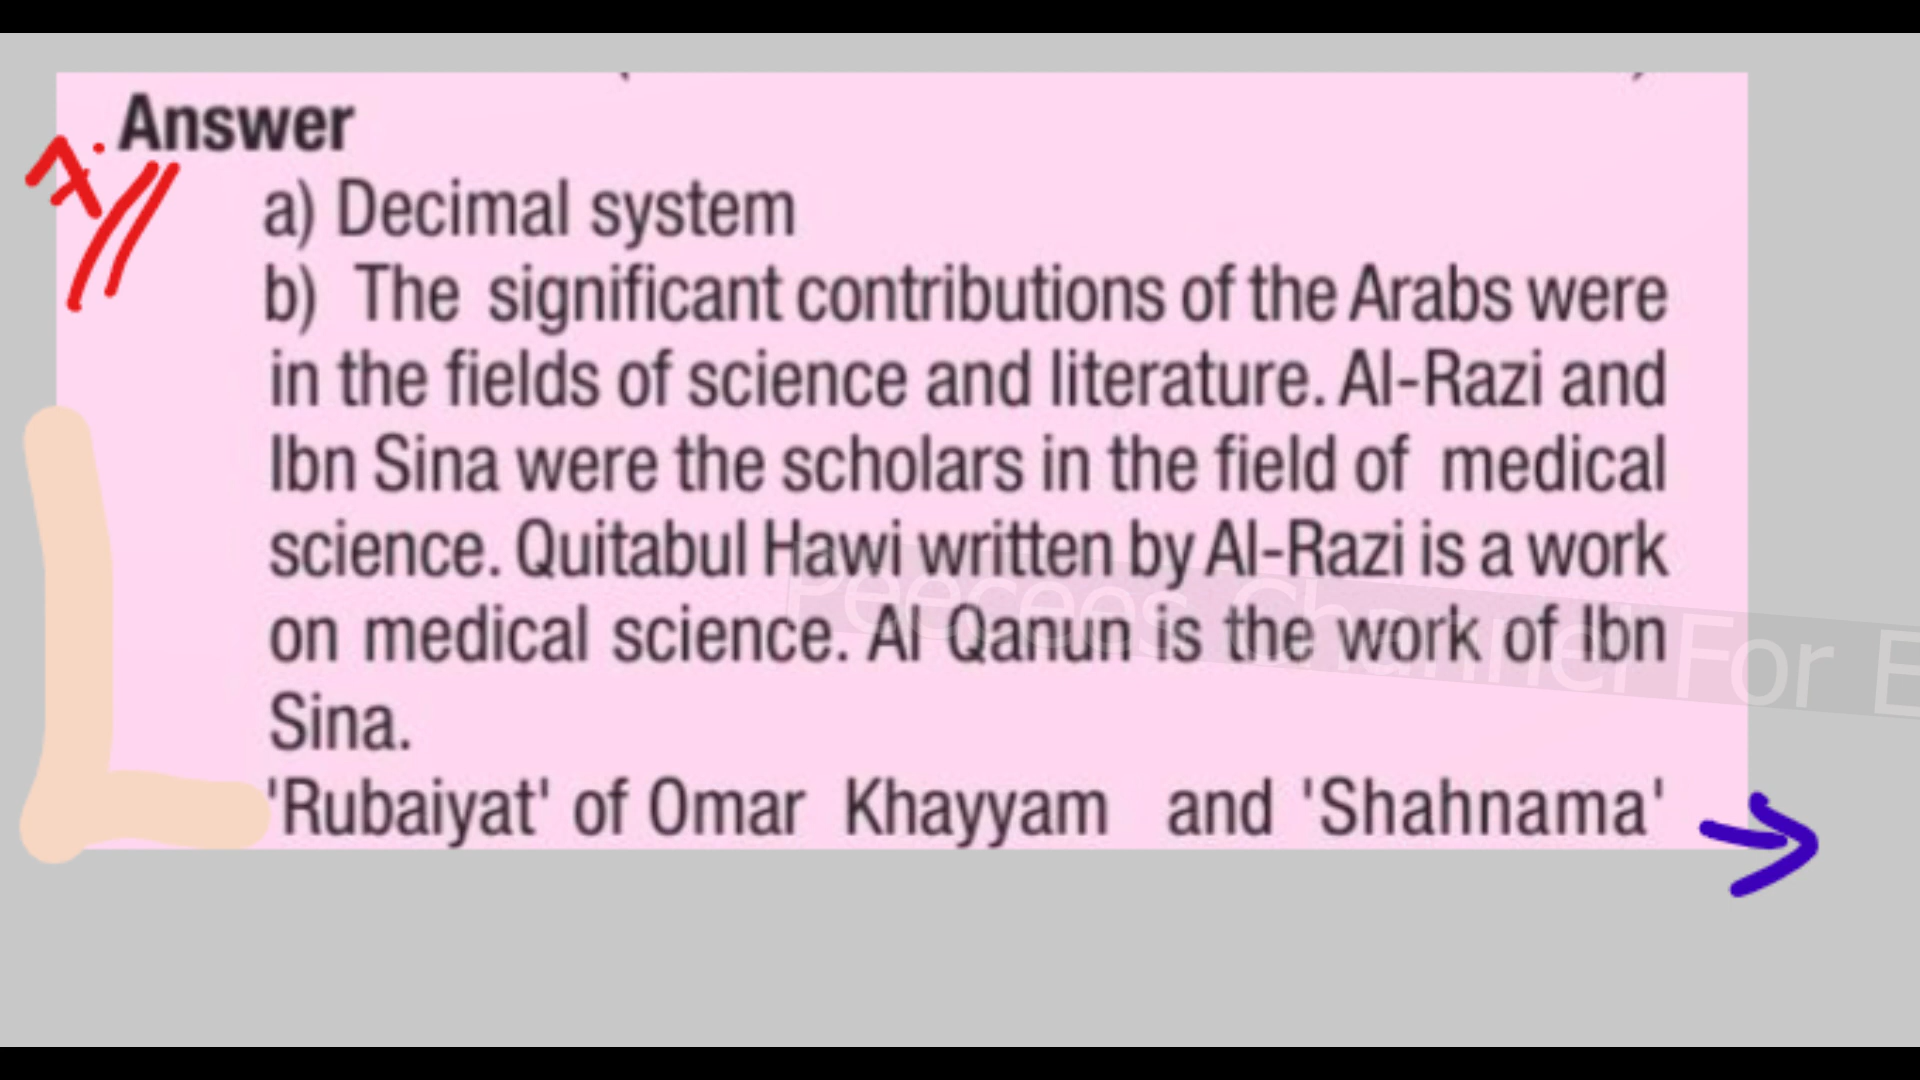 7.
Answer
a) Decimal system
b) The significant contributions of the Arabs were
in the fields of science and literature. Al-Razi and
Ibn Sina were the scholars in the field of medical
science. Quitabul Hawi written by Al-Razi is a work
on medical science. Al Qanun is the work of Ibn
Sina.
'Rubaiyat' of Omar Khayyam and 'Shahnama'
Peecees Channel For E